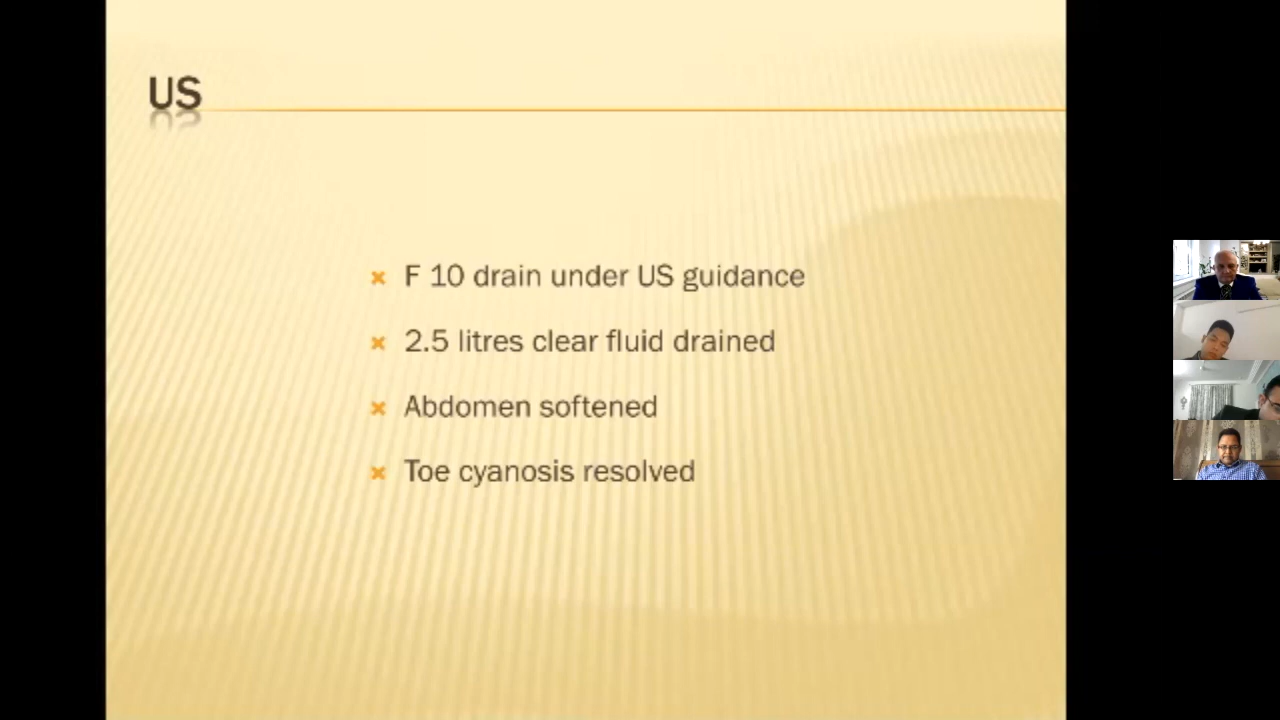 US
F 10 drain under US guidance
2.5 litres clear fluid drained
Abdomen softened
Toe cyanosis resolved